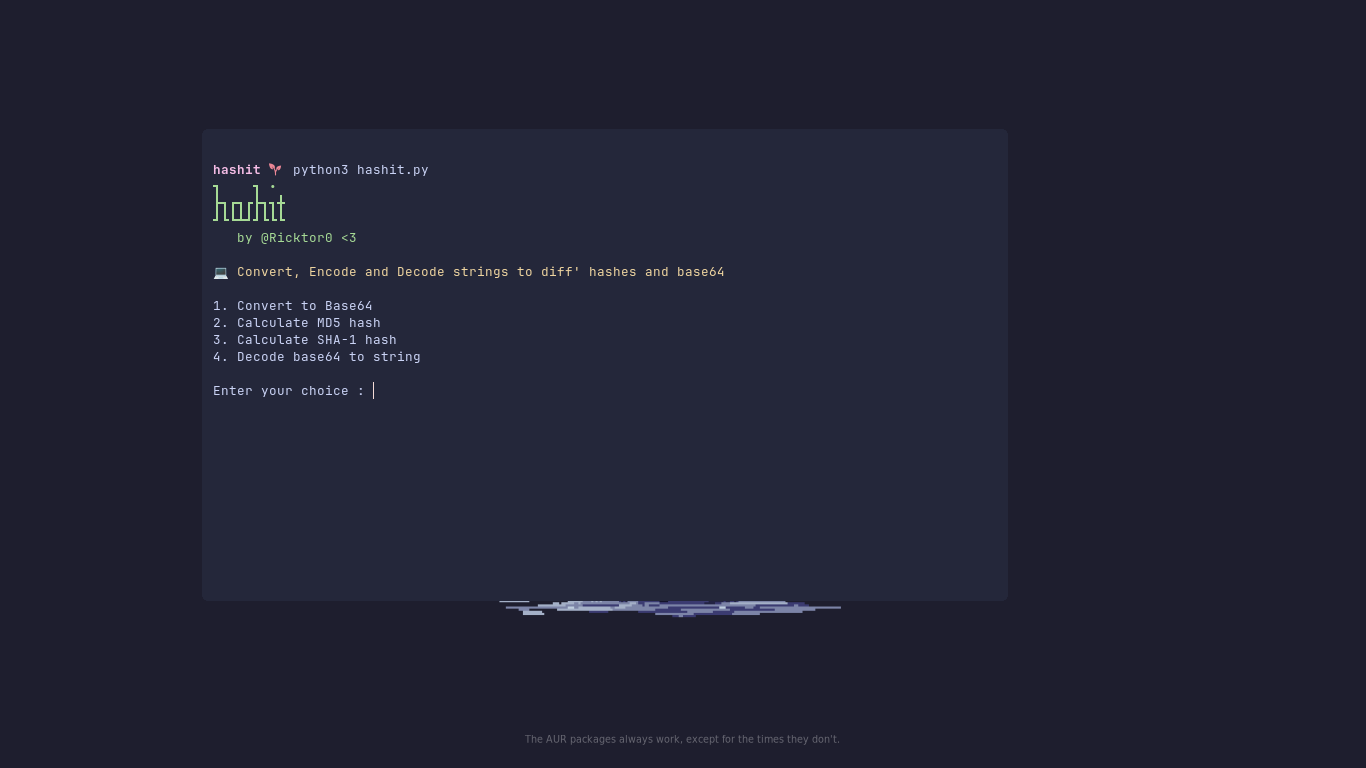 hashit python3 hashit.py
hashit
by @Ricktor0 <3
Convert, Encode and Decode strings to diff' hashes and base64
1. Convert to Base64
2. Calculate MD5 hash
3. Calculate SHA-1 hash
4. Decode base64 to string
Enter your choice :
The AUR packages always work, except for the times they don't.